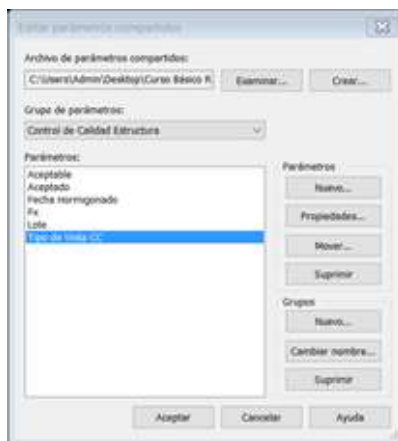 Editar parámetros compartidos
Archivo de parámetros compartidos:
C:\Users\Admin\Desktop\Curso Básico R
Examinar...
Crear...
Grupo de parámetros:
Control de Calidad Estructura
Parámetros:
Aceptable
Aceptado
Fecha Hormigonado
Fx
Lote
Tipo de Vista CC
Parámetros
Nuevo...
Propiedades...
Mover...
Suprimir
Grupos
Nuevo...
Cambiar nombre...
Suprimir
Aceptar
Cancelar
Ayuda